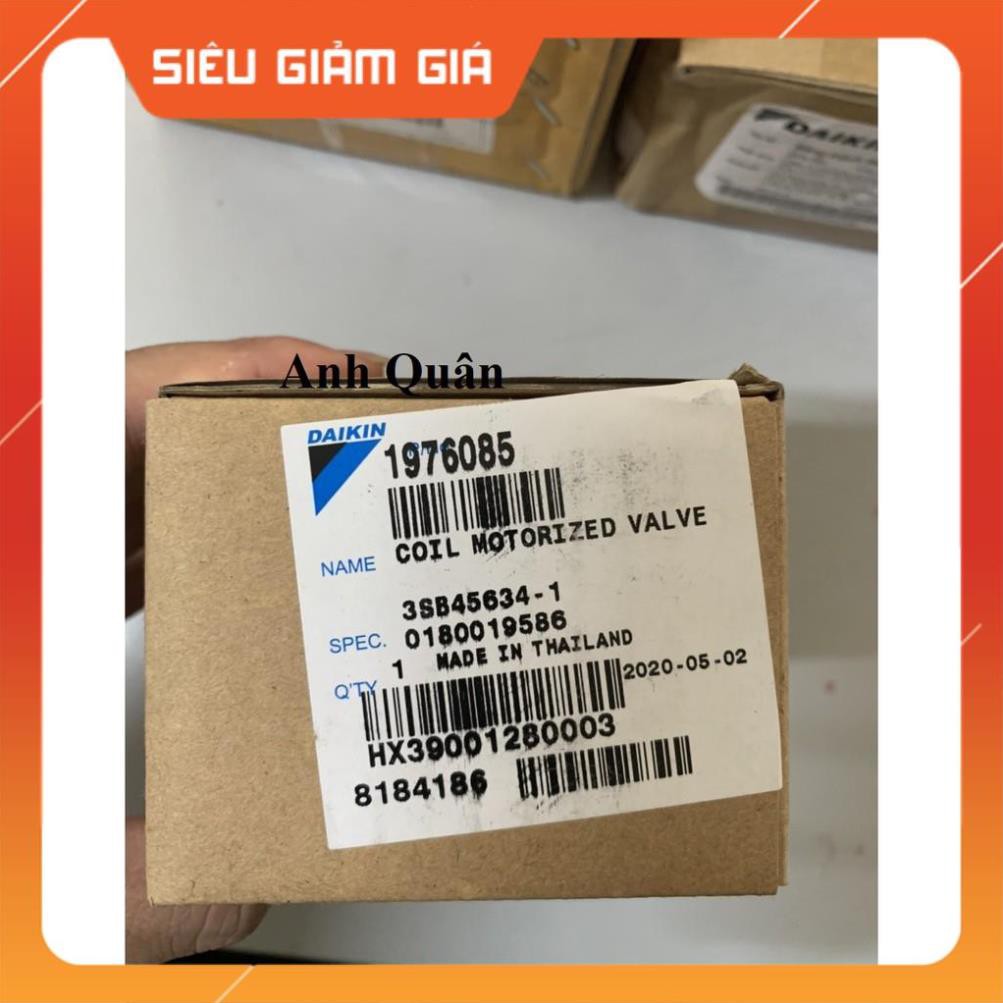 SIÊU GIẢM GIÁ
DAIKIN
Anh Quân
DAIKIN
1976085
NAME COIL MOTORIZED VALVE
3SB45634-1
SPEC. 0180019586
Q'TY 1 MADE IN THAILAND
2020-05-02
HX39001280003
8184186